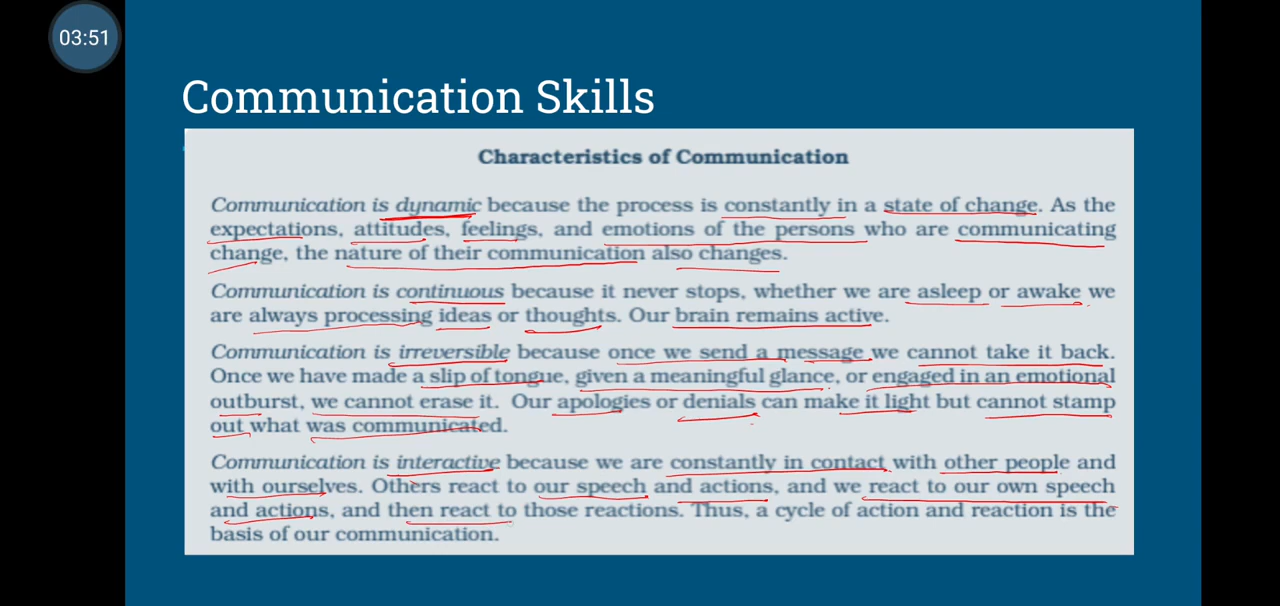 03:51
Communication Skills
Characteristics of Communication
Communication is dynamic because the process is constantly in a state of change. As the
expectations, attitudes, feelings, and emotions of the persons who are communicating
change, the nature of their communication also changes.
Communication is continuous because it never stops, whether we are asleep or awake we
are always processing ideas or thoughts. Our brain remains active.
Communication is irreversible because once we send a message we cannot take it back.
Once we have made a slip of tongue, given a meaningful glance, or engaged in an emotional
outburst, we cannot erase it. Our apologies or denials can make it light but cannot stamp
out what was communicated.
Communication is interactive because we are constantly in contact with other people and
with ourselves. Others react to our speech and actions, and we react to our own speech
and actions, and then react to those reactions. Thus, a cycle of action and reaction is the
basis of our communication.